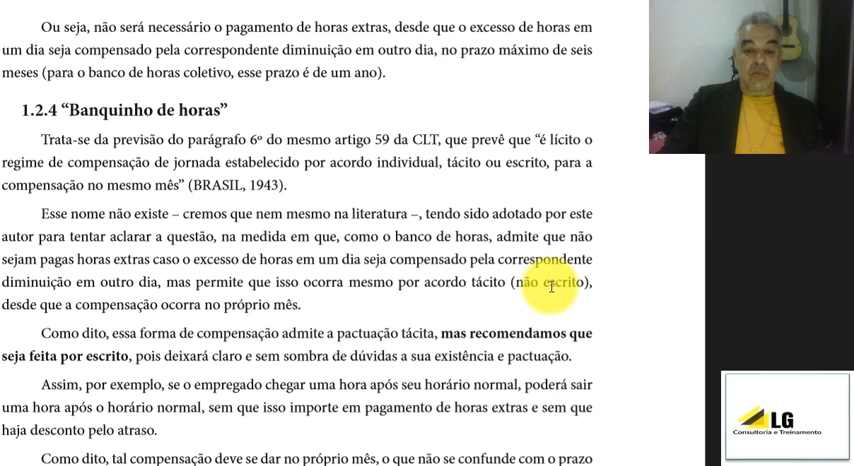 Ou seja, não será necessário o pagamento de horas extras, desde que o excesso de horas em
um dia seja compensado pela correspondente diminuição em outro dia, no prazo máximo de seis
meses (para o banco de horas coletivo, esse prazo é de um ano).
1.2.4 “Banquinho de horas”
Trata-se da previsão do parágrafo 6º do mesmo artigo 59 da CLT, que prevê que “é lícito o
regime de compensação de jornada estabelecido por acordo individual, tácito ou escrito, para a
compensação no mesmo mês” (BRASIL, 1943).
Esse nome não existe – cremos que nem mesmo na literatura –, tendo sido adotado por este
autor para tentar aclarar a questão, na medida em que, como o banco de horas, admite que não
sejam pagas horas extras caso o excesso de horas em um dia seja compensado pela correspondente
diminuição em outro dia, mas permite que isso ocorra mesmo por acordo tácito (não escrito),
desde que a compensação ocorra no próprio mês.
Como dito, essa forma de compensação admite a pactuação tácita, mas recomendamos que
seja feita por escrito, pois deixará claro e sem sombra de dúvidas a sua existência e pactuação.
Assim, por exemplo, se o empregado chegar uma hora após seu horário normal, poderá sair
uma hora após o horário normal, sem que isso importe em pagamento de horas extras e sem que
haja desconto pelo atraso.
Como dito, tal compensação deve se dar no próprio mês, o que não se confunde com o prazo
LG
Consultoria e Treinamento